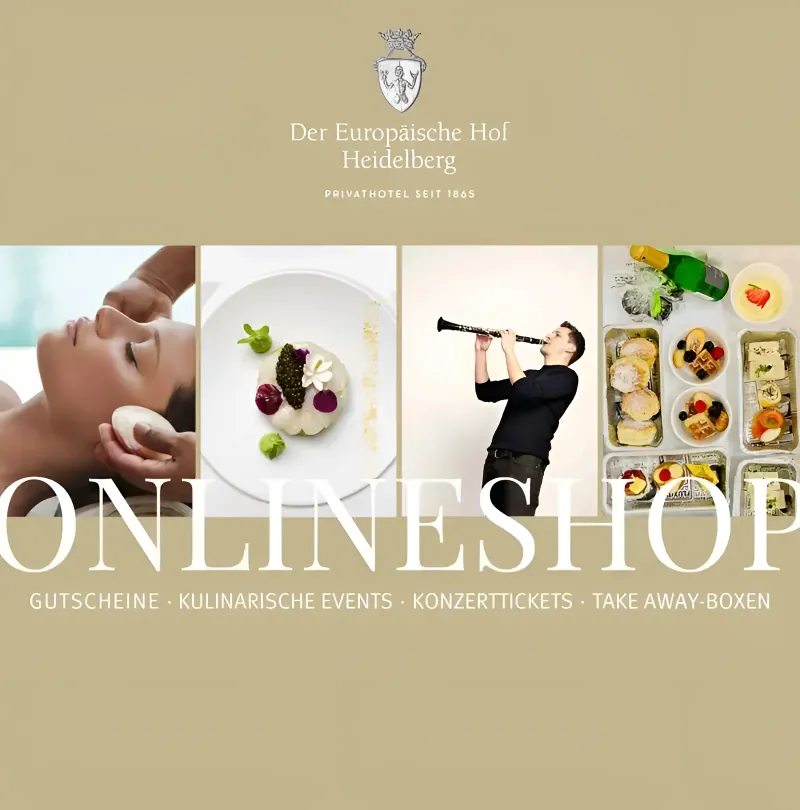 Der Europäische Hof
Heidelberg
PRIVATHOTEL SEIT 1865
ONLINESHOP
GUTSCHEINE · KULINARISCHE EVENTS · KONZERTTICKETS · TAKE AWAY-BOXEN